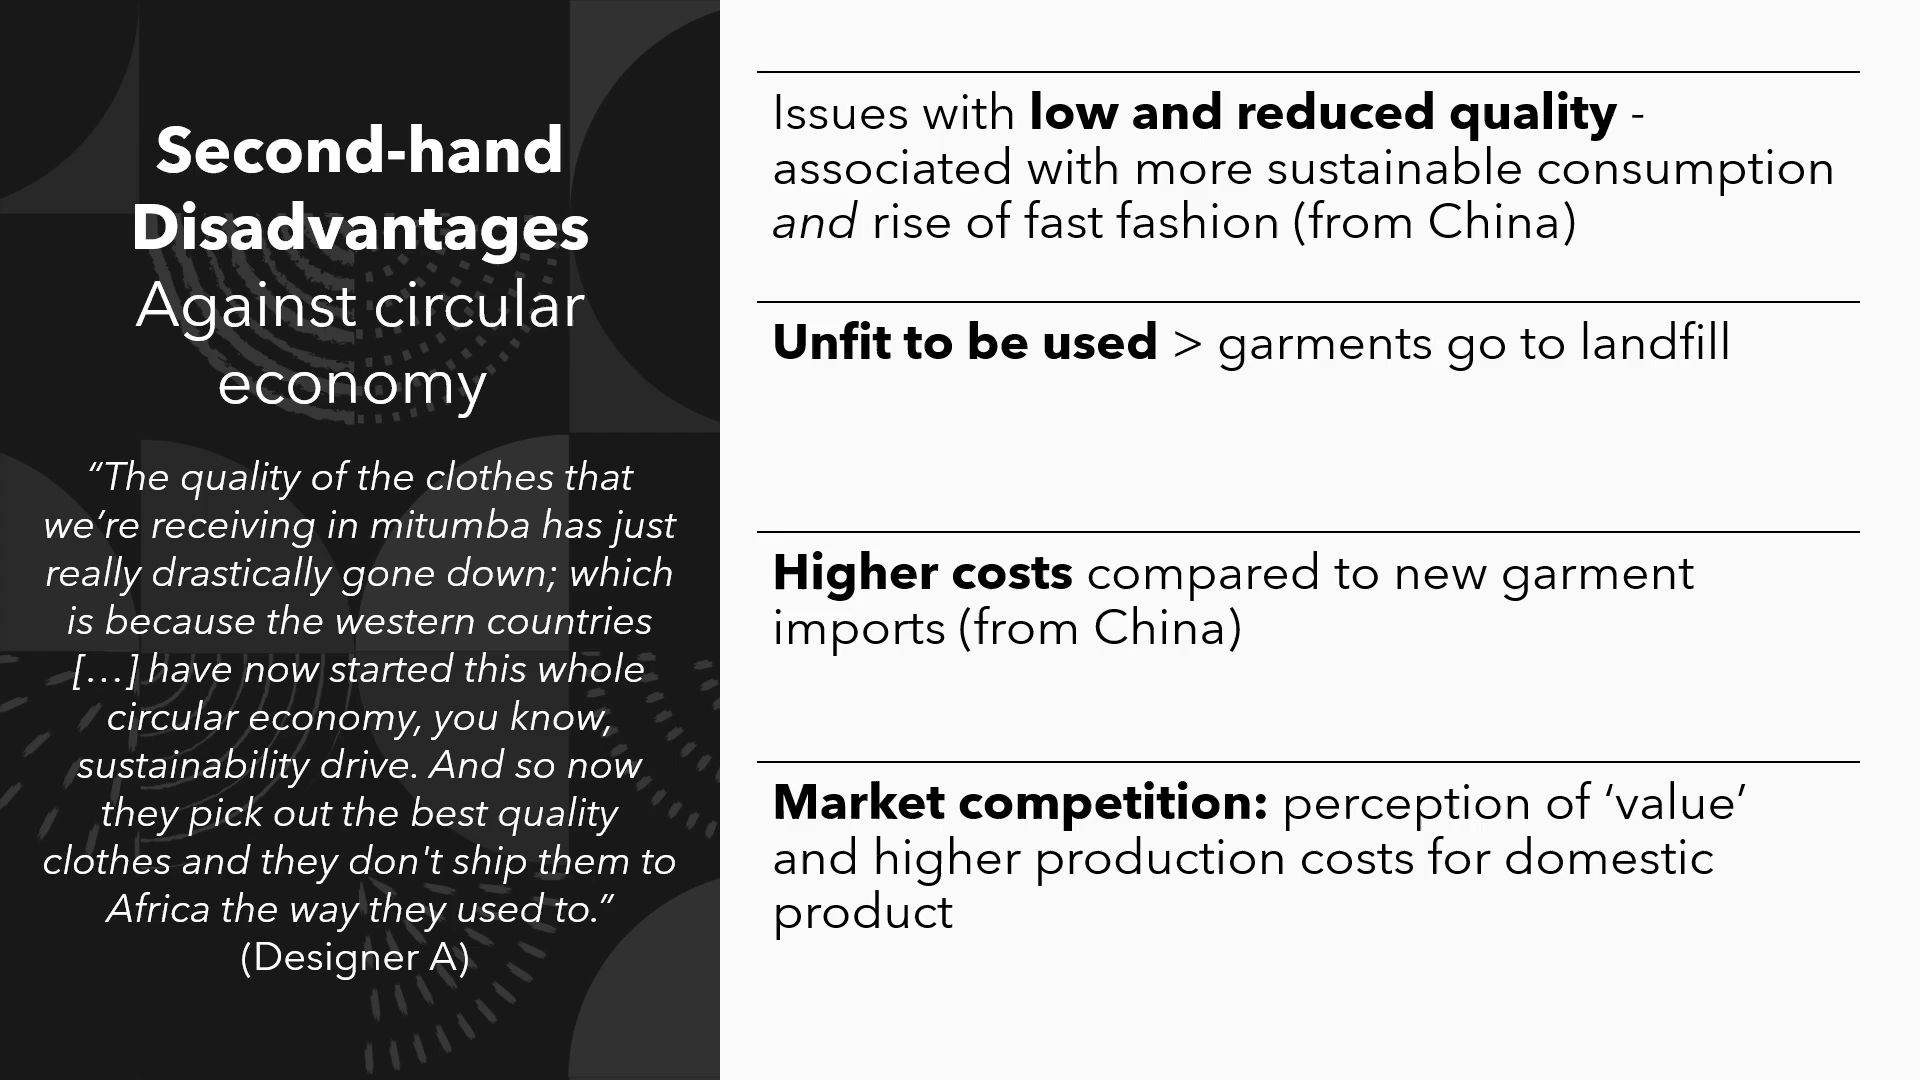 Second-hand
Disadvantages
Against circular
economy
“The quality of the clothes that
we’re receiving in mitumba has just
really drastically gone down; which
is because the western countries
[…] have now started this whole
circular economy, you know,
sustainability drive. And so now
they pick out the best quality
clothes and they don't ship them to
Africa the way they used to.”
(Designer A)
Issues with low and reduced quality -
associated with more sustainable consumption
and rise of fast fashion (from China)
Unfit to be used > garments go to landfill
Higher costs compared to new garment
imports (from China)
Market competition: perception of ‘value’
and higher production costs for domestic
product